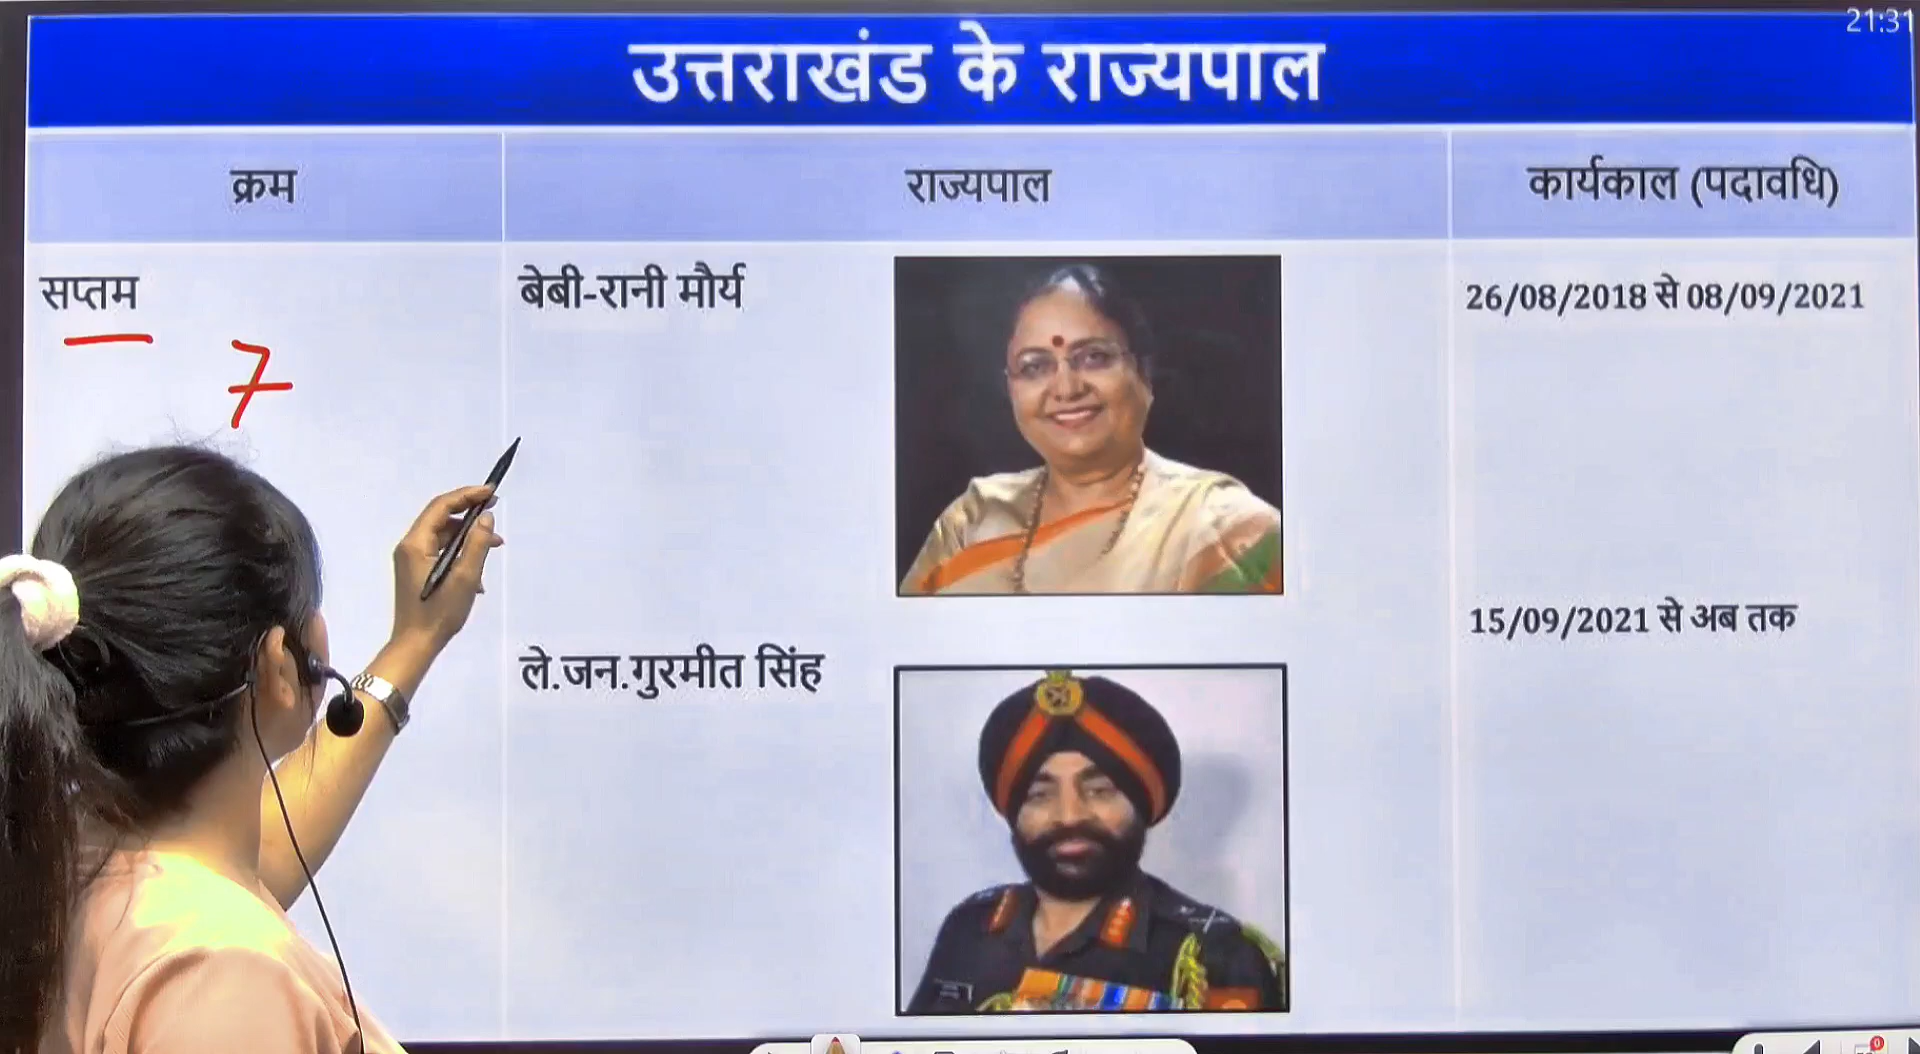 21:31
उत्तराखंड के राज्यपाल
क्रम राज्यपाल कार्यकाल (पदावधि)
सप्तम बेबी-रानी मौर्य 26/08/2018 से 08/09/2021
7
15/09/2021 से अब तक
ले.जन.गुरमीत सिंह
0